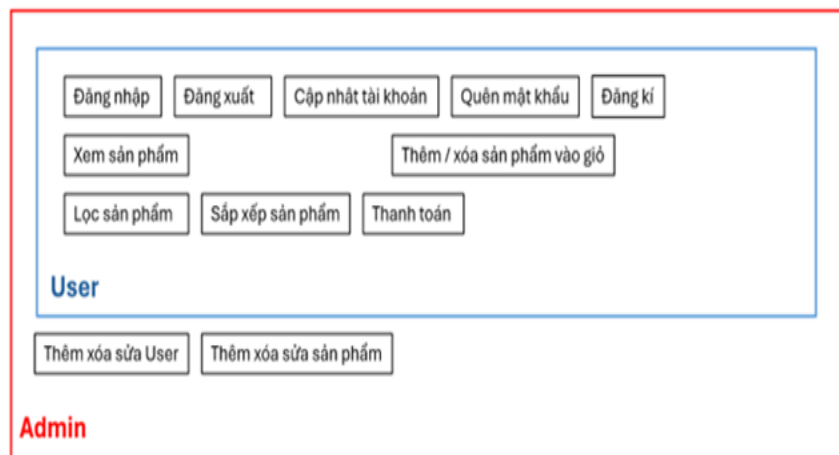 Đăng nhập Đăng xuất Cập nhât tài khoản Quên mật khẩu Đăng kí
Xem sản phẩm Thêm / xóa sản phẩm vào giỏ
Lọc sản phẩm Sắp xếp sản phẩm Thanh toán
User
Thêm xóa sửa User Thêm xóa sửa sản phẩm
Admin